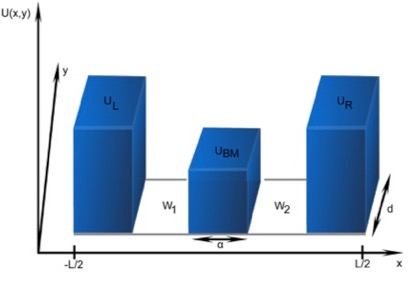 U(x,y)
y
U_L
U_R
U_BM
W_1
W_2
d
α
-L/2
L/2
x